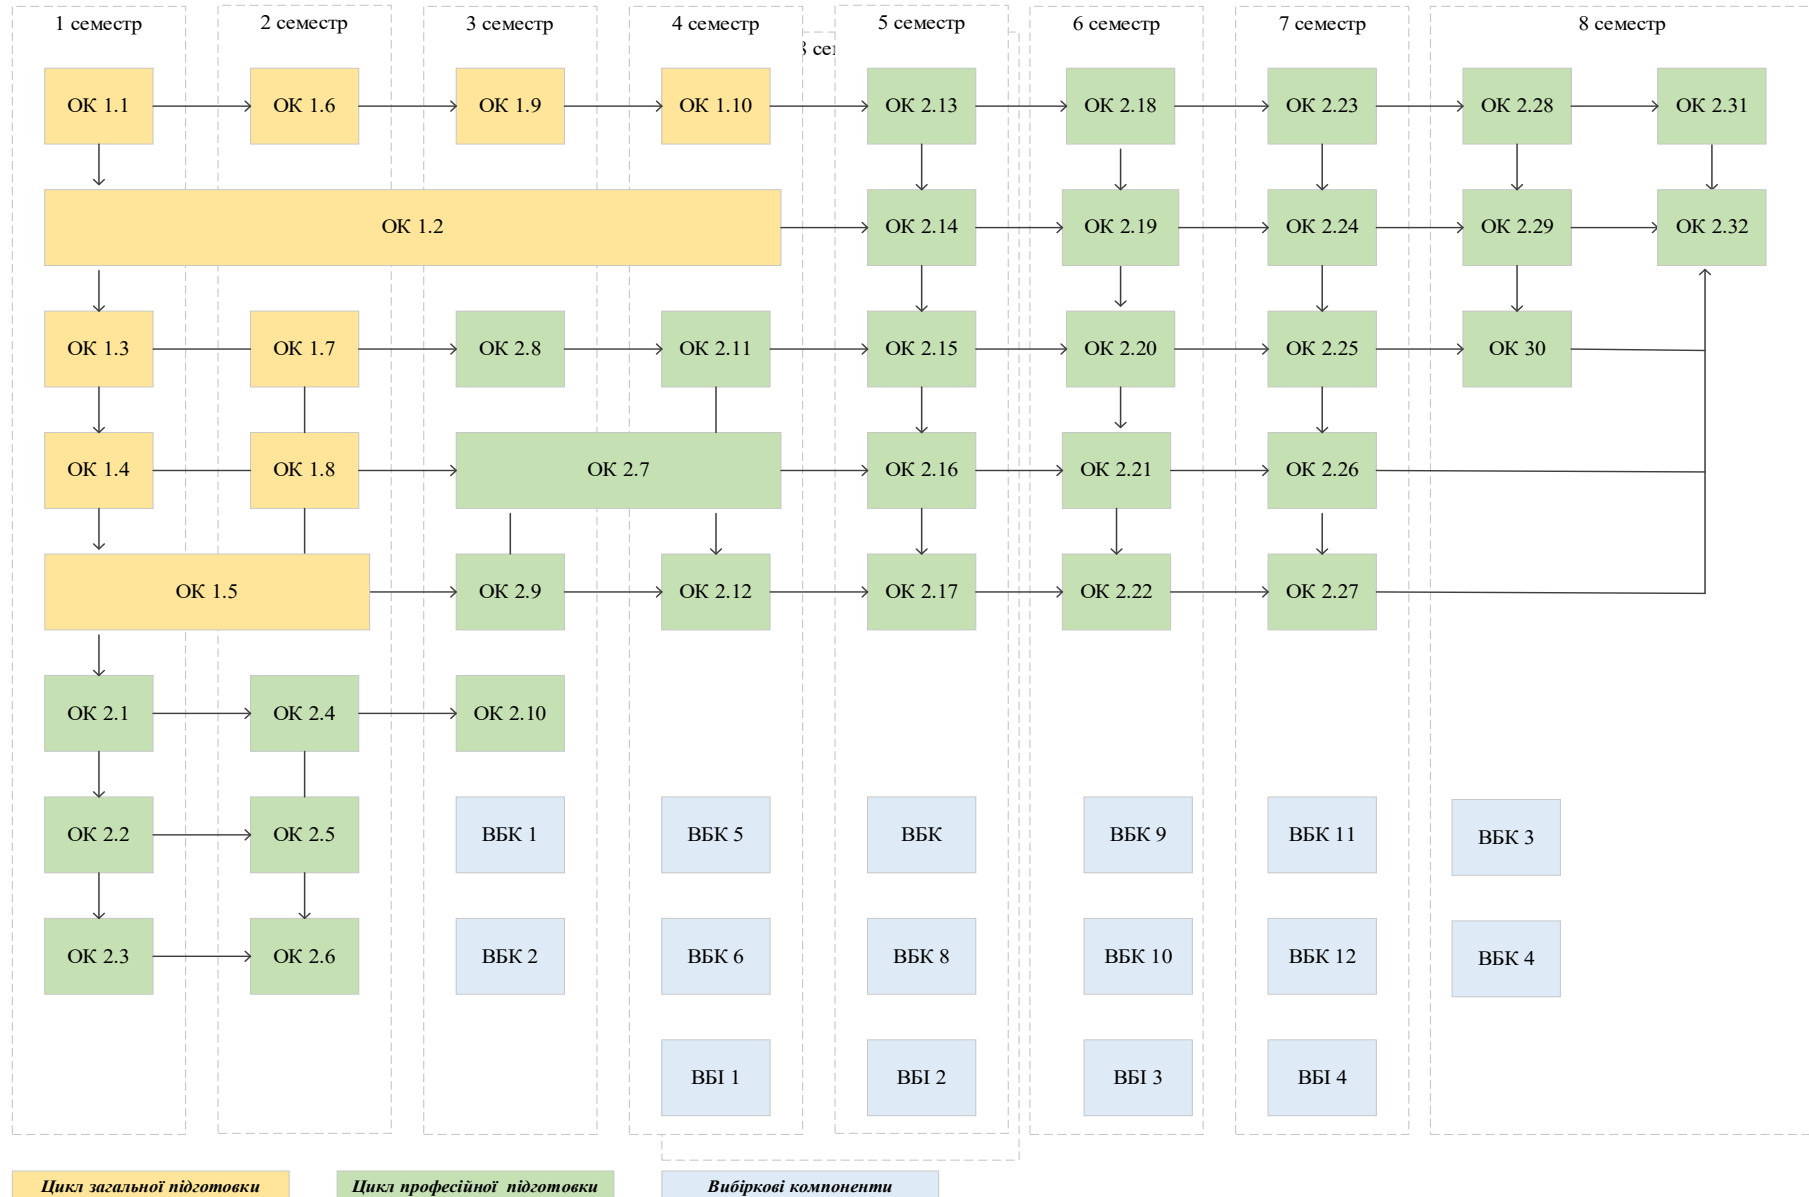 1 семестр
2 семестр
3 семестр
4 семестр
5 семестр
6 семестр
7 семестр
8 семестр
ОК 1.1
ОК 1.6
ОК 1.9
ОК 1.10
ОК 2.13
ОК 2.18
ОК 2.23
ОК 2.28
ОК 2.31
ОК 1.2
ОК 2.14
ОК 2.19
ОК 2.24
ОК 2.29
ОК 2.32
ОК 1.3
ОК 1.7
ОК 2.8
ОК 2.11
ОК 2.15
ОК 2.20
ОК 2.25
ОК 30
ОК 1.4
ОК 1.8
ОК 2.7
ОК 2.16
ОК 2.21
ОК 2.26
ОК 1.5
ОК 2.9
ОК 2.12
ОК 2.17
ОК 2.22
ОК 2.27
ОК 2.1
ОК 2.4
ОК 2.10
ОК 2.2
ОК 2.5
ВБК 1
ВБК 5
ВБК
ВБК 9
ВБК 11
ВБК 3
ОК 2.3
ОК 2.6
ВБК 2
ВБК 6
ВБК 8
ВБК 10
ВБК 12
ВБК 4
ВБІ 1
ВБІ 2
ВБІ 3
ВБІ 4
Цикл загальної підготовки
Цикл професійної підготовки
Вибіркові компоненти